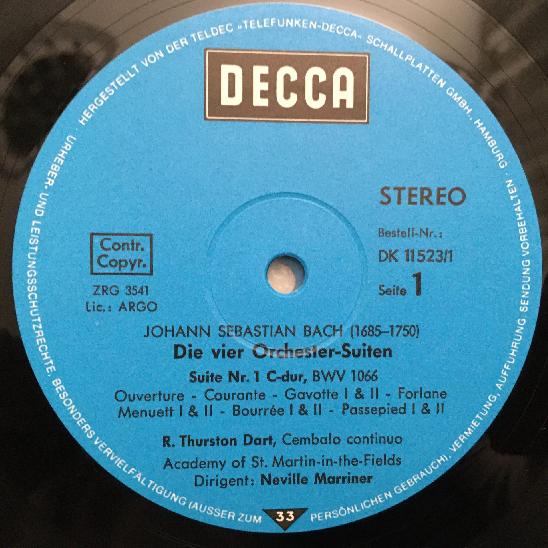 HERGESTELLT VON DER TELDEC »TELEFUNKEN-DECCA« SCHALLPLATTEN GMBH., HAMBURG · URHEBER- UND LEISTUNGSSCHUTZRECHTE, BESONDERS VERVIELFÄLTIGUNG (AUSSER ZUM PERSÖNLICHEN GEBRAUCH), VERMIETUNG, AUFFÜHRUNG, SENDUNG VORBEHALTEN
DECCA
STEREO
Bestell-Nr.:
DK 11523/1
Seite 1
Contr.
Copyr.
ZRG 3541
Lic.: ARGO
JOHANN SEBASTIAN BACH (1685–1750)
Die vier Orchester-Suiten
Suite Nr. 1 C-dur, BWV 1066
Ouverture - Courante - Gavotte I & II - Forlane
Menuett I & II - Bourrée I & II - Passepied I & II
R. Thurston Dart, Cembalo continuo
Academy of St. Martin-in-the-Fields
Dirigent: Neville Marriner
33